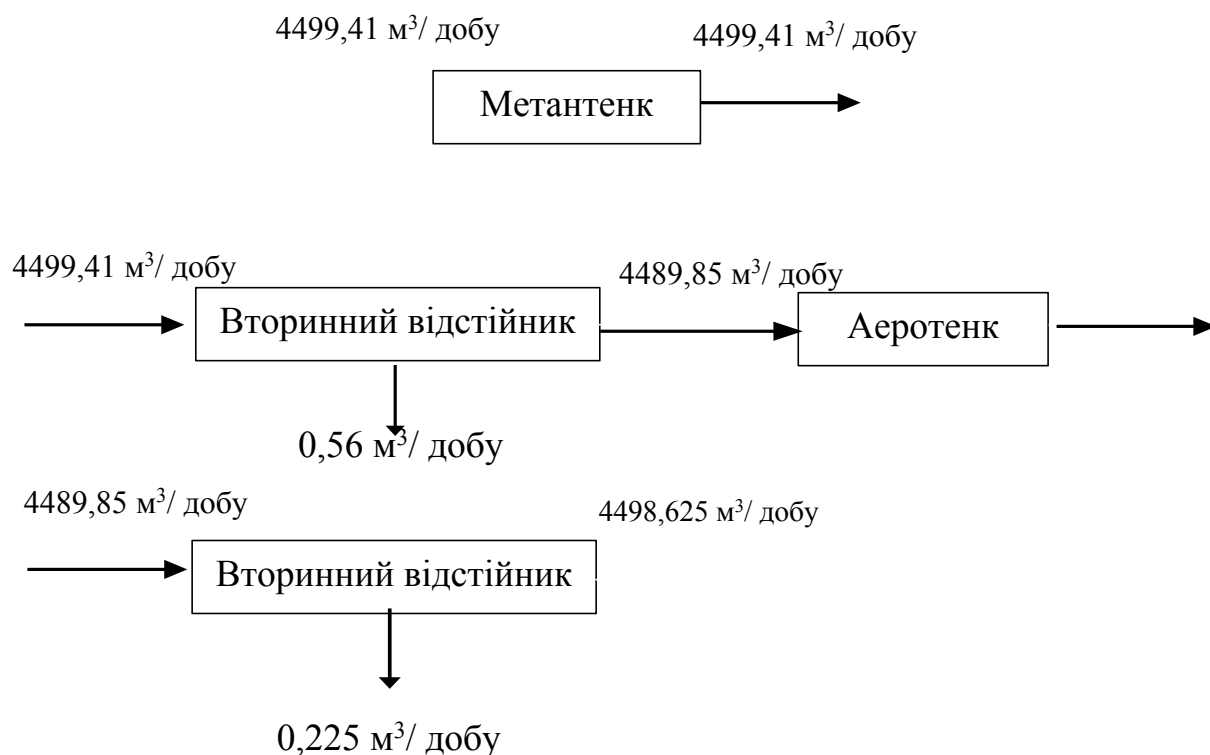 4499,41 м³/ добу
4499,41 м³/ добу
Метантенк
4499,41 м³/ добу
4489,85 м³/ добу
Вторинний відстійник
Аеротенк
0,56 м³/ добу
4489,85 м³/ добу
4498,625 м³/ добу
Вторинний відстійник
0,225 м³/ добу